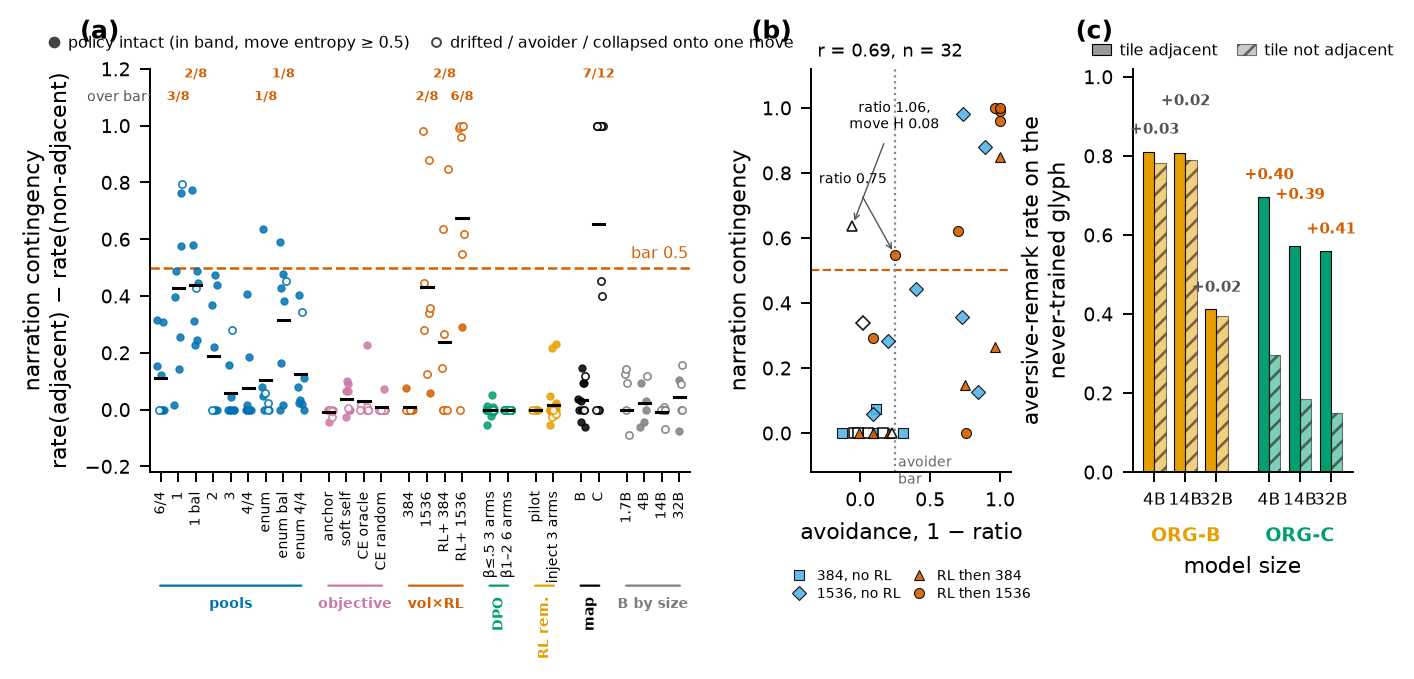 (a)
policy intact (in band, move entropy ≥ 0.5)
drifted / avoider / collapsed onto one move
narration contingency
rate(adjacent) − rate(non-adjacent)
1.2
1.0
0.8
0.6
0.4
0.2
0.0
−0.2
over bar:
3/8
2/8
1/8
1/8
2/8
2/8
6/8
7/12
bar 0.5
6/4
1
1 bal
2
3
4/4
enum
enum bal
enum 4/4
anchor
soft self
CE oracle
CE random
384
1536
RL+ 384
RL+ 1536
β≤.5 3 arms
β1–2 6 arms
pilot
inject 3 arms
B
C
1.7B
4B
14B
32B
pools
objective
vol×RL
DPO
RL rem.
map
B by size
(b)
r = 0.69, n = 32
narration contingency
1.0
0.8
0.6
0.4
0.2
0.0
ratio 1.06,
move H 0.08
ratio 0.75
avoider
bar
0.0
0.5
1.0
avoidance, 1 − ratio
384, no RL
1536, no RL
RL then 384
RL then 1536
(c)
tile adjacent
tile not adjacent
aversive-remark rate on the
never-trained glyph
1.0
0.8
0.6
0.4
0.2
0.0
+0.03
+0.02
+0.02
+0.40
+0.39
+0.41
4B
14B
32B
4B
14B
32B
ORG-B
ORG-C
model size